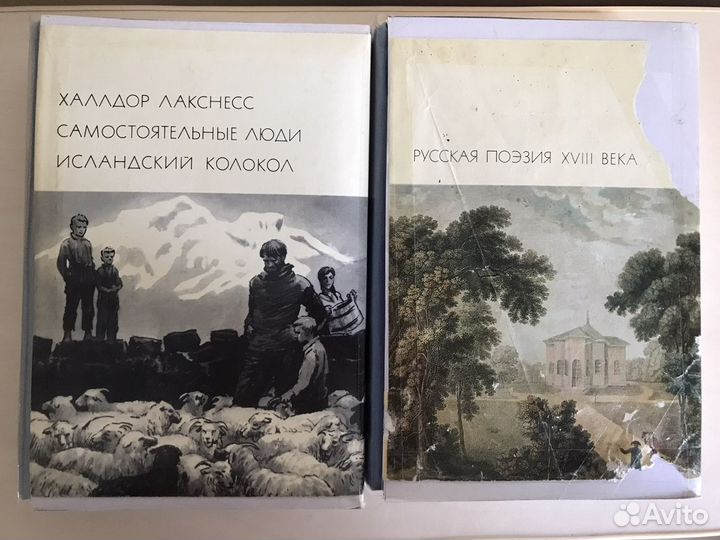 ХАЛЛДОР ЛАКСНЕСС
САМОСТОЯТЕЛЬНЫЕ ЛЮДИ
ИСЛАНДСКИЙ КОЛОКОЛ
РУССКАЯ ПОЭЗИЯ XVIII ВЕКА
Avito